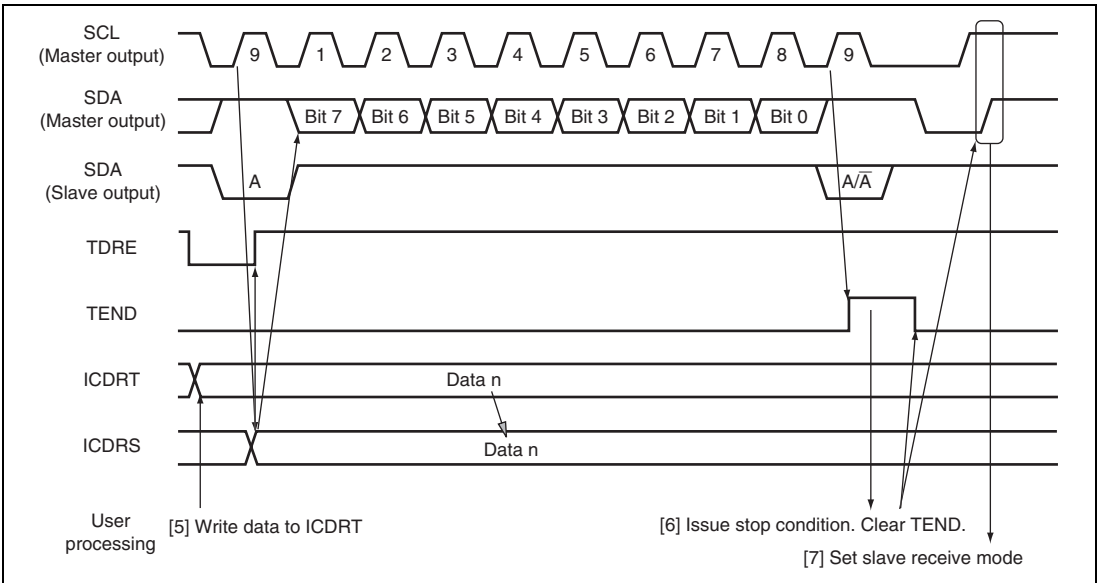 SCL
(Master output)
9 1 2 3 4 5 6 7 8 9
SDA
(Master output)
Bit 7 Bit 6 Bit 5 Bit 4 Bit 3 Bit 2 Bit 1 Bit 0
SDA
(Slave output)
A A/A̅
TDRE
TEND
ICDRT
Data n
ICDRS
Data n
User
processing
[5] Write data to ICDRT
[6] Issue stop condition. Clear TEND.
[7] Set slave receive mode